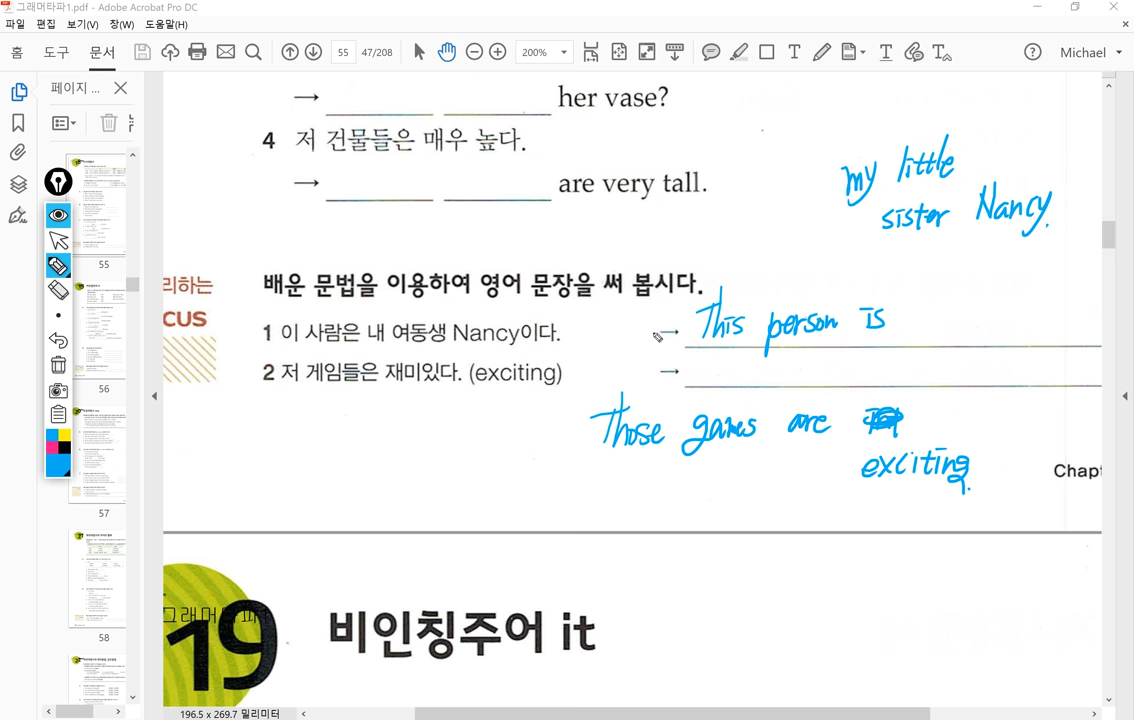 그래머타파1.pdf - Adobe Acrobat Pro DC
파일 편집 보기(V) 창(W) 도움말(H)
홈 도구 문서 55 47/208 200% Michael
페이지 ...
→ her vase?
4 저 건물들은 매우 높다.
→ are very tall.
my little
sister Nancy.
리하는
배운 문법을 이용하여 영어 문장을 써 봅시다.
CUS
1 이 사람은 내 여동생 Nancy이다. → This person is
2 저 게임들은 재미있다. (exciting) →
Those games are
exciting.
Chapt
55
56
57
58
그래머타파
19 비인칭주어 it
196.5 x 269.7 밀리미터